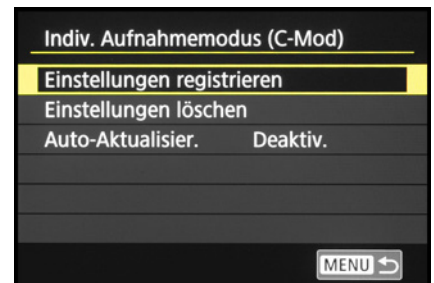 Indiv. Aufnahmemodus (C-Mod)
Einstellungen registrieren
Einstellungen löschen
Auto-Aktualisier. Deaktiv.
MENU